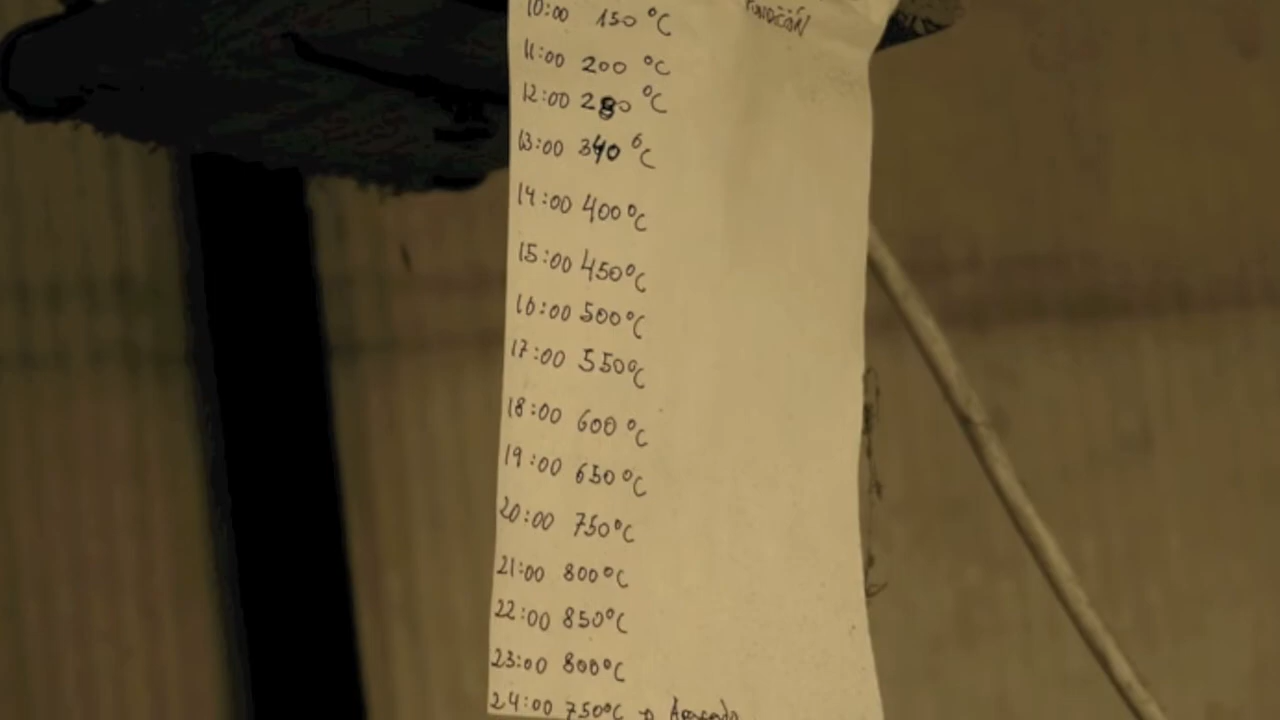 10:00 150 °C
11:00 200 °C
12:00 280 °C
13:00 340 °C
14:00 400°C
15:00 450°C
16:00 500°C
17:00 550°C
18:00 600 °C
19:00 650°C
20:00 750°C
21:00 800°C
22:00 850°C
23:00 800°C
24:00 750°C